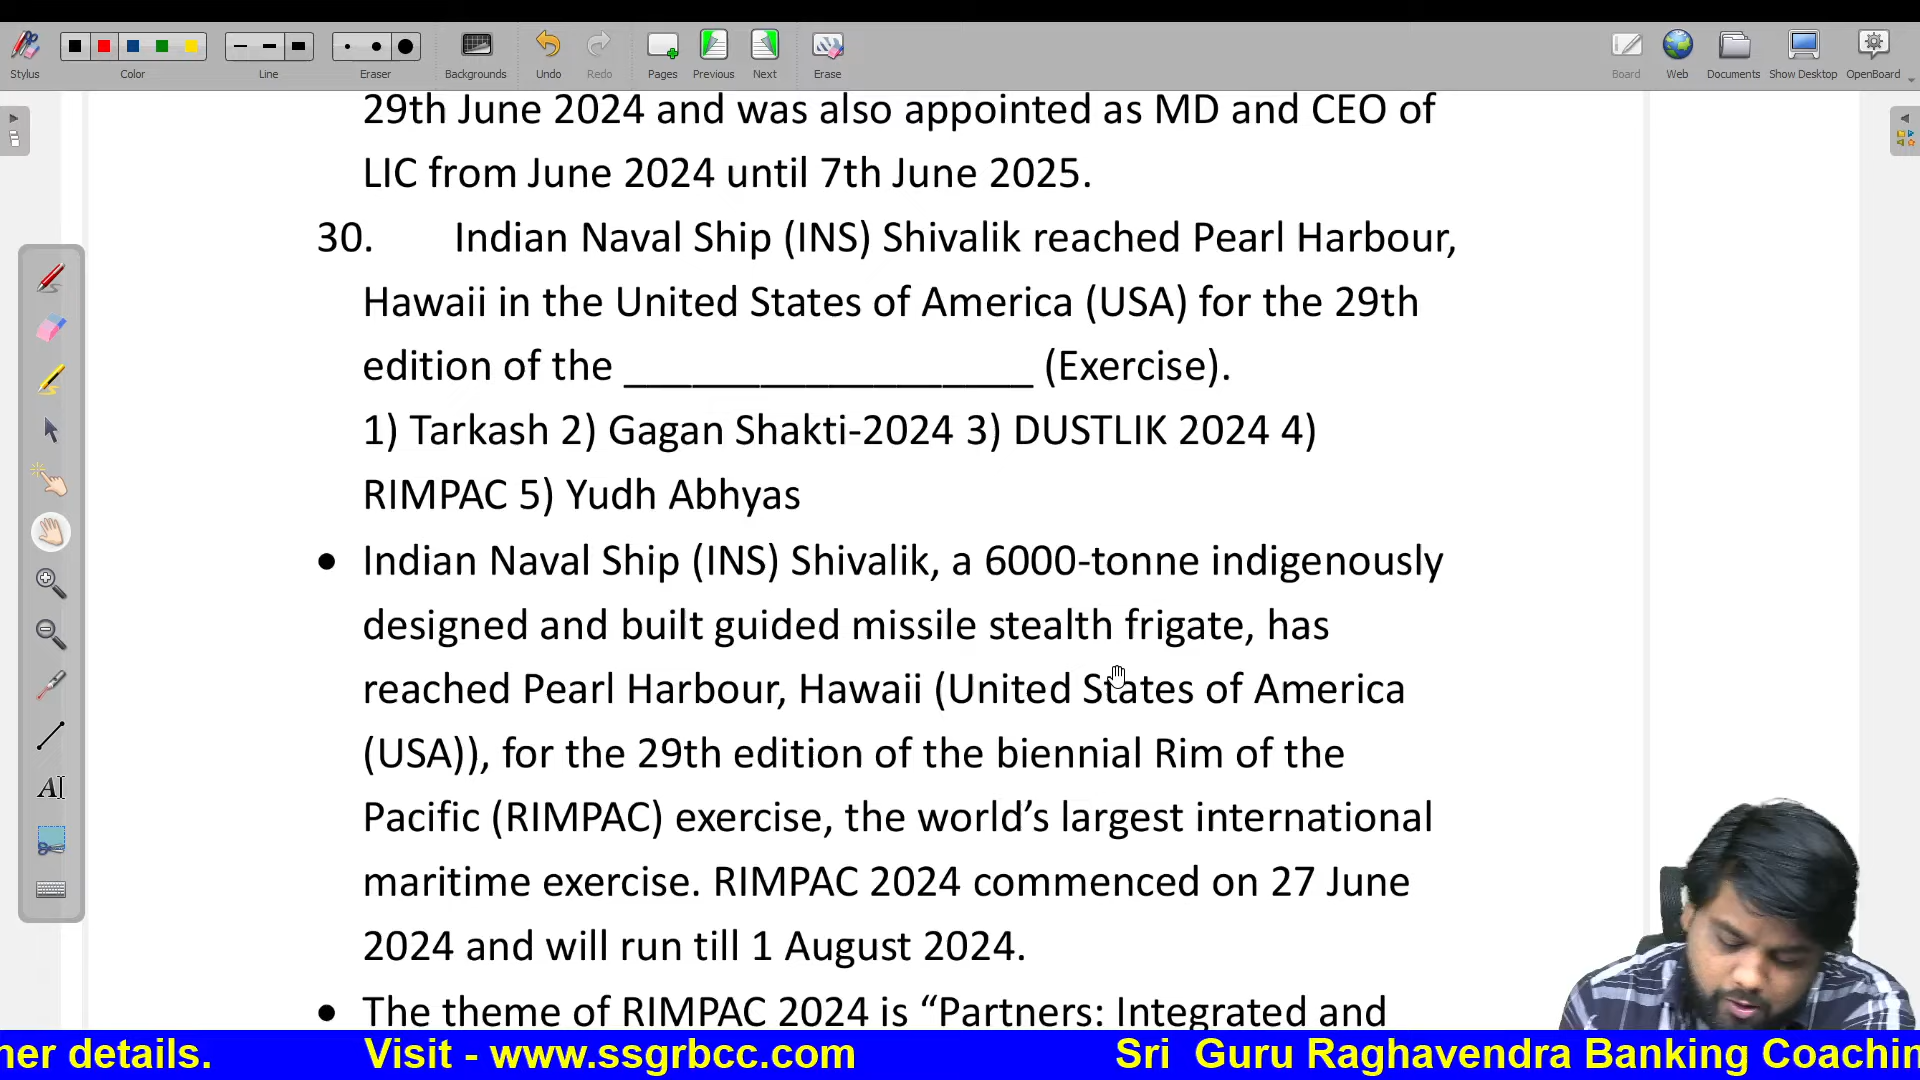 Stylus
Color
Line
Eraser
Backgrounds
Undo
Redo
Pages
Previous
Next
Erase
Board
Web
Documents
Show Desktop
OpenBoard
29th June 2024 and was also appointed as MD and CEO of
LIC from June 2024 until 7th June 2025.
30. Indian Naval Ship (INS) Shivalik reached Pearl Harbour,
Hawaii in the United States of America (USA) for the 29th
edition of the __________________ (Exercise).
1) Tarkash 2) Gagan Shakti-2024 3) DUSTLIK 2024 4)
RIMPAC 5) Yudh Abhyas
• Indian Naval Ship (INS) Shivalik, a 6000-tonne indigenously
designed and built guided missile stealth frigate, has
reached Pearl Harbour, Hawaii (United States of America
(USA)), for the 29th edition of the biennial Rim of the
Pacific (RIMPAC) exercise, the world’s largest international
maritime exercise. RIMPAC 2024 commenced on 27 June
2024 and will run till 1 August 2024.
• The theme of RIMPAC 2024 is “Partners: Integrated and
her details. Visit - www.ssgrbcc.com Sri Guru Raghavendra Banking Coachin